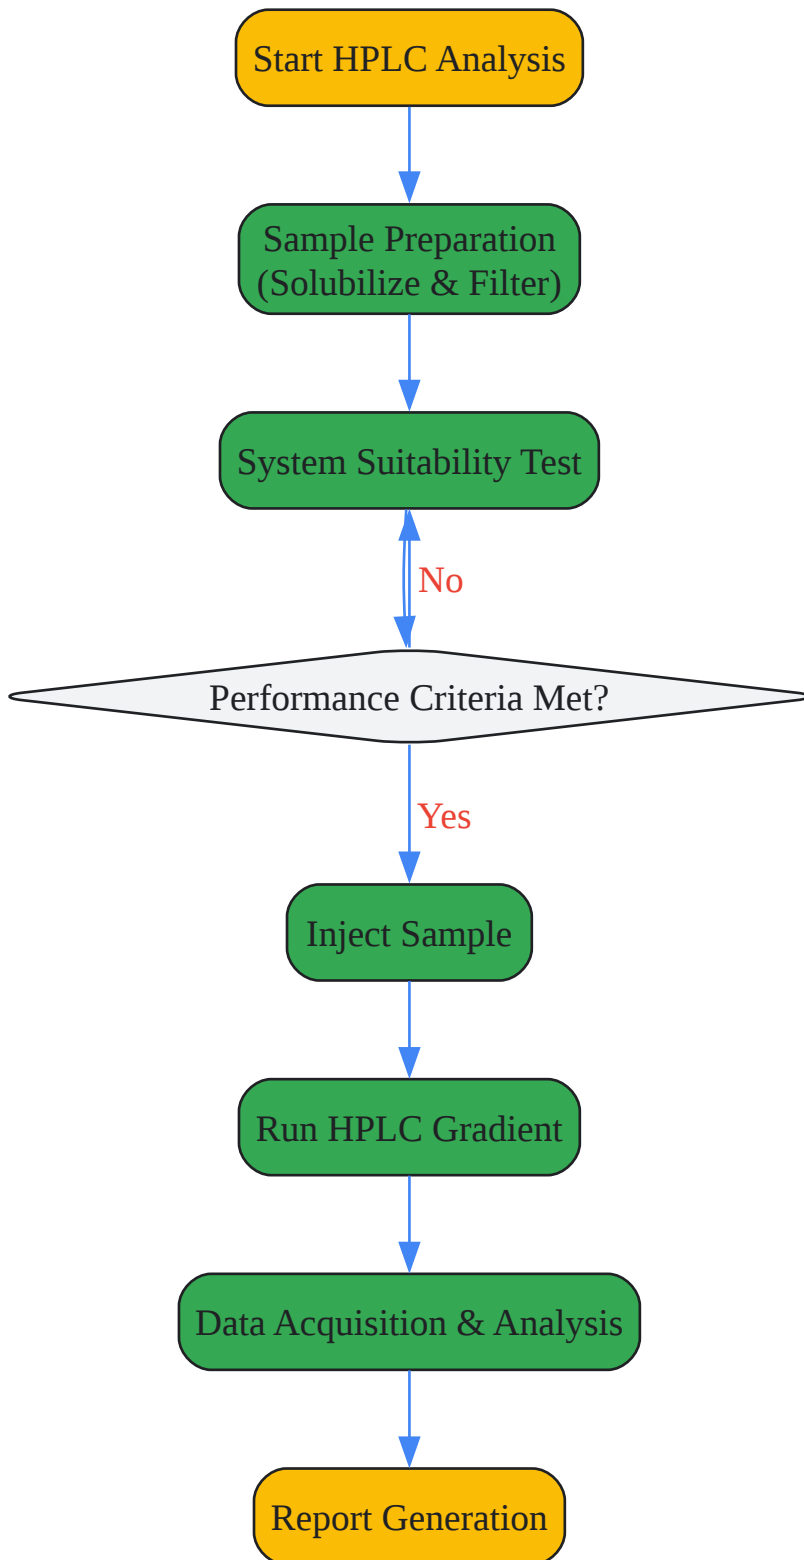 Start HPLC Analysis
Sample Preparation
(Solubilize & Filter)
System Suitability Test
No
Performance Criteria Met?
Yes
Inject Sample
Run HPLC Gradient
Data Acquisition & Analysis
Report Generation